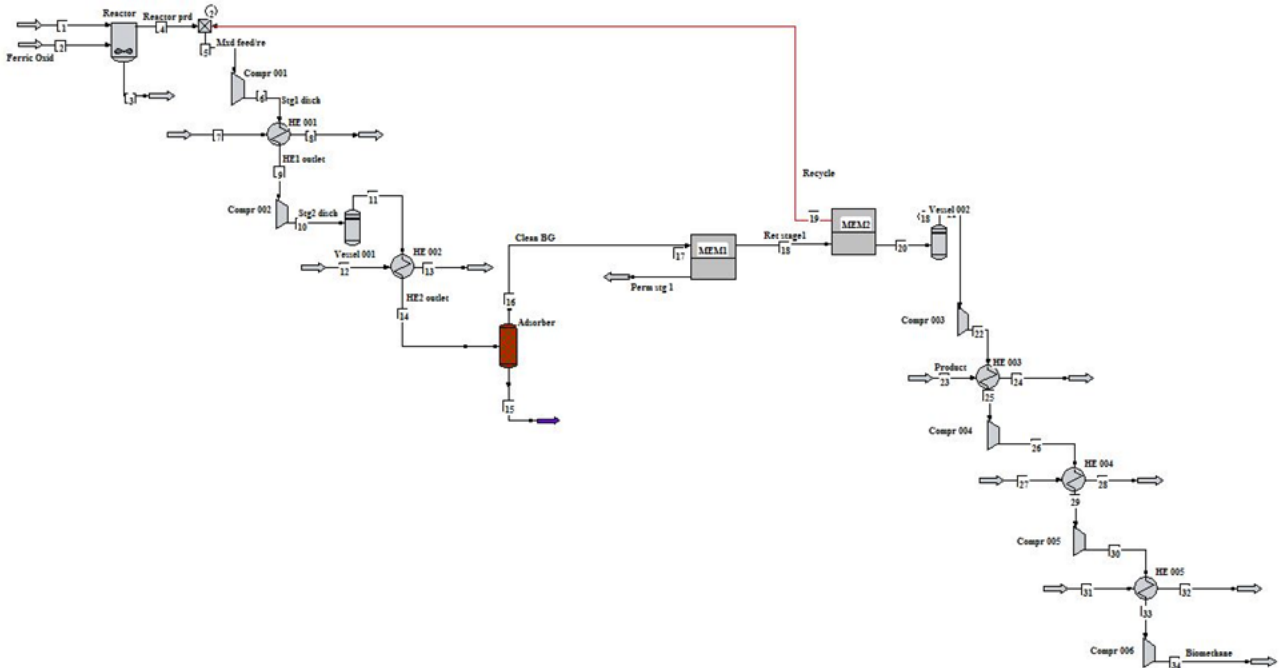 Reactor
Reactor prd
(2)
1
4
2
Ferric Oxid
5
Mxd feed/re
3
Compr 001
6
Stg1 disch
HE 001
7
8
HE1 outlet
9
Recycle
Compr 002
Stg2 disch
10
11
19
MEM2
Vessel 002
18
Clean BG
MEM1
Ret stage1
17
18
20
Vessel 001
HE 002
12
13
Perm stg 1
HE2 outlet
16
14
Adsorber
Compr 003
22
Product
HE 003
23
24
25
15
Compr 004
26
HE 004
27
28
29
Compr 005
30
HE 005
31
32
33
Compr 006
Biomethane
34